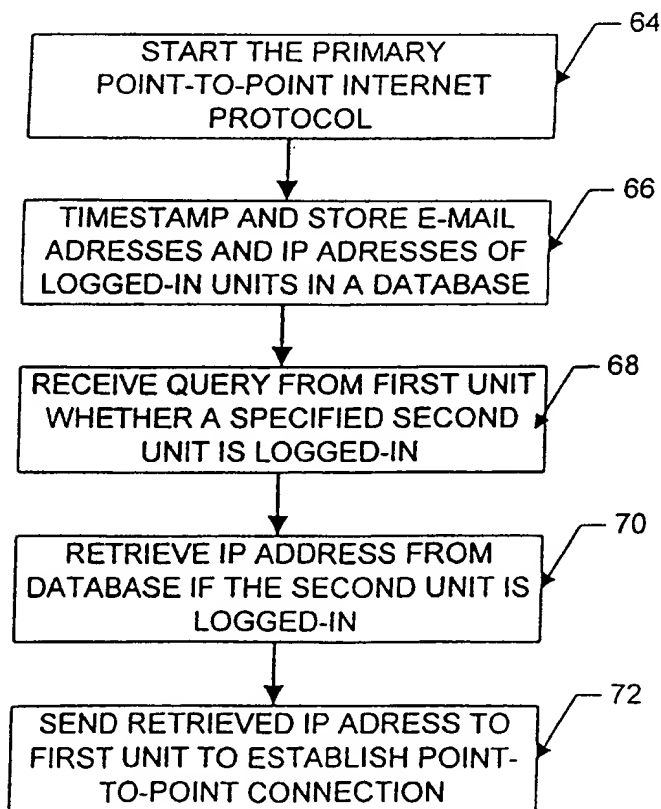 64
START THE PRIMARY
POINT-TO-POINT INTERNET
PROTOCOL
66
TIMESTAMP AND STORE E-MAIL
ADRESSES AND IP ADRESSES OF
LOGGED-IN UNITS IN A DATABASE
68
RECEIVE QUERY FROM FIRST UNIT
WHETHER A SPECIFIED SECOND
UNIT IS LOGGED-IN
70
RETRIEVE IP ADDRESS FROM
DATABASE IF THE SECOND UNIT IS
LOGGED-IN
72
SEND RETRIEVED IP ADRESS TO
FIRST UNIT TO ESTABLISH POINT-
TO-POINT CONNECTION